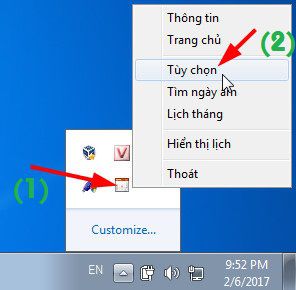 Thông tin
Trang chủ
(2)
Tùy chọn
Tìm ngày âm
Lịch tháng
Hiển thị lịch
Thoát
(1)
Customize...
EN
9:52 PM
2/6/2017